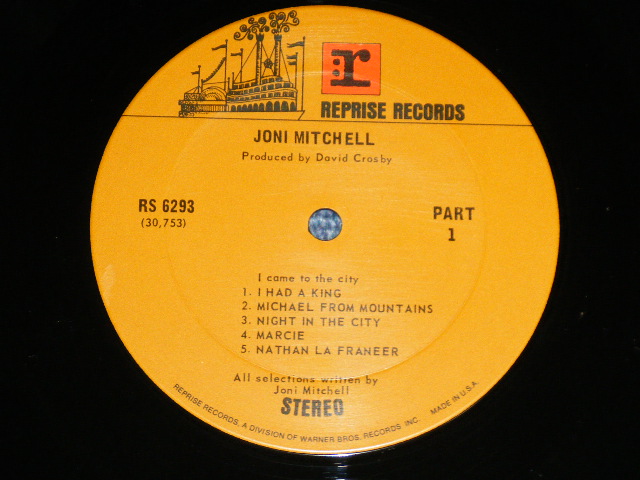 :r
REPRISE RECORDS
JONI MITCHELL
Produced by David Crosby
RS 6293
(30,753)
PART
1
I came to the city
1. I HAD A KING
2. MICHAEL FROM MOUNTAINS
3. NIGHT IN THE CITY
4. MARCIE
5. NATHAN LA FRANEER
All selections written by
Joni Mitchell
STEREO
REPRISE RECORDS, A DIVISION OF WARNER BROS. RECORDS, INC. MADE IN U.S.A.